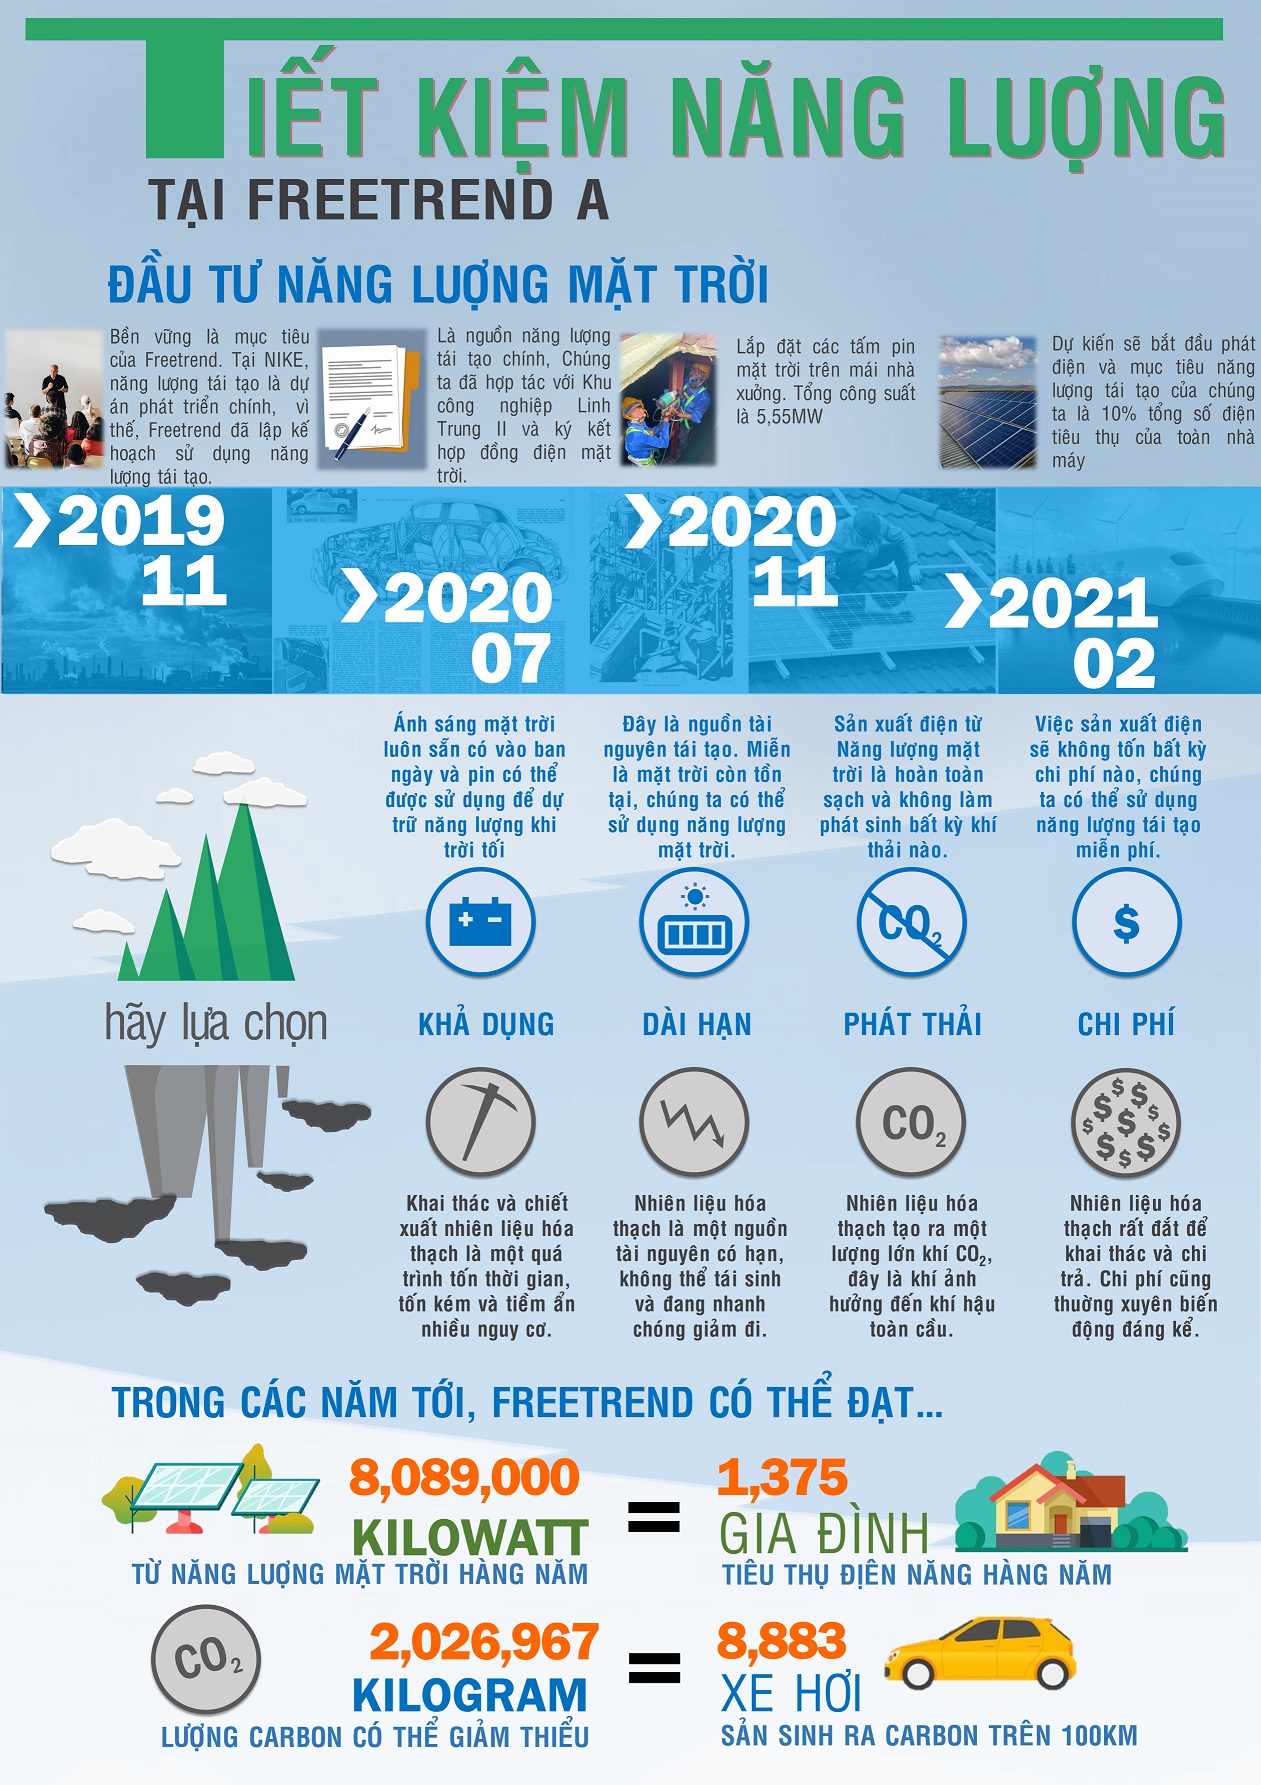 TIẾT KIỆM NĂNG LƯỢNG
TẠI FREETREND A
ĐẦU TƯ NĂNG LƯỢNG MẶT TRỜI
Bền vững là mục tiêu
của Freetrend. Tại NIKE,
năng lượng tái tạo là dự
án phát triển chính, vì
thế, Freetrend đã lập kế
hoạch sử dụng năng
lượng tái tạo.
Là nguồn năng lượng
tái tạo chính, Chúng
ta đã hợp tác với Khu
công nghiệp Linh
Trung II và ký kết
hợp đồng điện mặt
trời.
Lắp đặt các tấm pin
mặt trời trên mái nhà
xưởng. Tổng công suất
là 5,55MW
Dự kiến sẽ bắt đầu phát
điện và mục tiêu năng
lượng tái tạo của chúng
ta là 10% tổng số điện
tiêu thụ của toàn nhà
máy
2019
11
2020
07
2020
11
2021
02
Ánh sáng mặt trời
luôn sẵn có vào ban
ngày và pin có thể
được sử dụng để dự
trữ năng lượng khi
trời tối
Đây là nguồn tài
nguyên tái tạo. Miễn
là mặt trời còn tồn
tại, chúng ta có thể
sử dụng năng lượng
mặt trời.
Sản xuất điện từ
Năng lượng mặt
trời là hoàn toàn
sạch và không làm
phát sinh bất kỳ khí
thải nào.
Việc sản xuất điện
sẽ không tốn bất kỳ
chi phí nào, chúng
ta có thể sử dụng
năng lượng tái tạo
miễn phí.
CO2
$
hãy lựa chọn
KHẢ DỤNG
DÀI HẠN
PHÁT THẢI
CHI PHÍ
CO2
$ $ $ $ $ $ $ $ $ $
Khai thác và chiết
xuất nhiên liệu hóa
thạch là một quá
trình tốn thời gian,
tốn kém và tiềm ẩn
nhiều nguy cơ.
Nhiên liệu hóa
thạch là một nguồn
tài nguyên có hạn,
không thể tái sinh
và đang nhanh
chóng giảm đi.
Nhiên liệu hóa
thạch tạo ra một
lượng lớn khí CO2,
đây là khí ảnh
hưởng đến khí hậu
toàn cầu.
Nhiên liệu hóa
thạch rất đắt để
khai thác và chi
trả. Chi phí cũng
thường xuyên biến
động đáng kể.
TRONG CÁC NĂM TỚI, FREETREND CÓ THỂ ĐẠT...
8,089,000
KILOWATT
TỪ NĂNG LƯỢNG MẶT TRỜI HÀNG NĂM
=
1,375
GIA ĐÌNH
TIÊU THỤ ĐIỆN NĂNG HÀNG NĂM
CO2
2,026,967
KILOGRAM
LƯỢNG CARBON CÓ THỂ GIẢM THIỂU
=
8,883
XE HƠI
SẢN SINH RA CARBON TRÊN 100KM